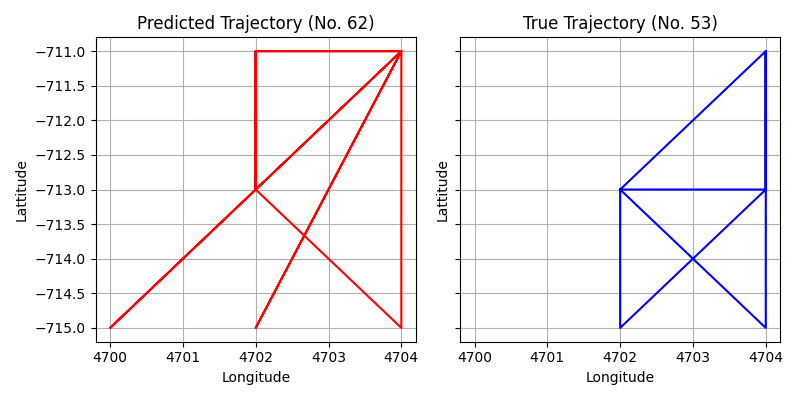 Predicted Trajectory (No. 62)
True Trajectory (No. 53)
−711.0
−711.5
−712.0
−712.5
−713.0
−713.5
−714.0
−714.5
−715.0
Lattitude
Lattitude
4700 4701 4702 4703 4704
4700 4701 4702 4703 4704
Longitude
Longitude